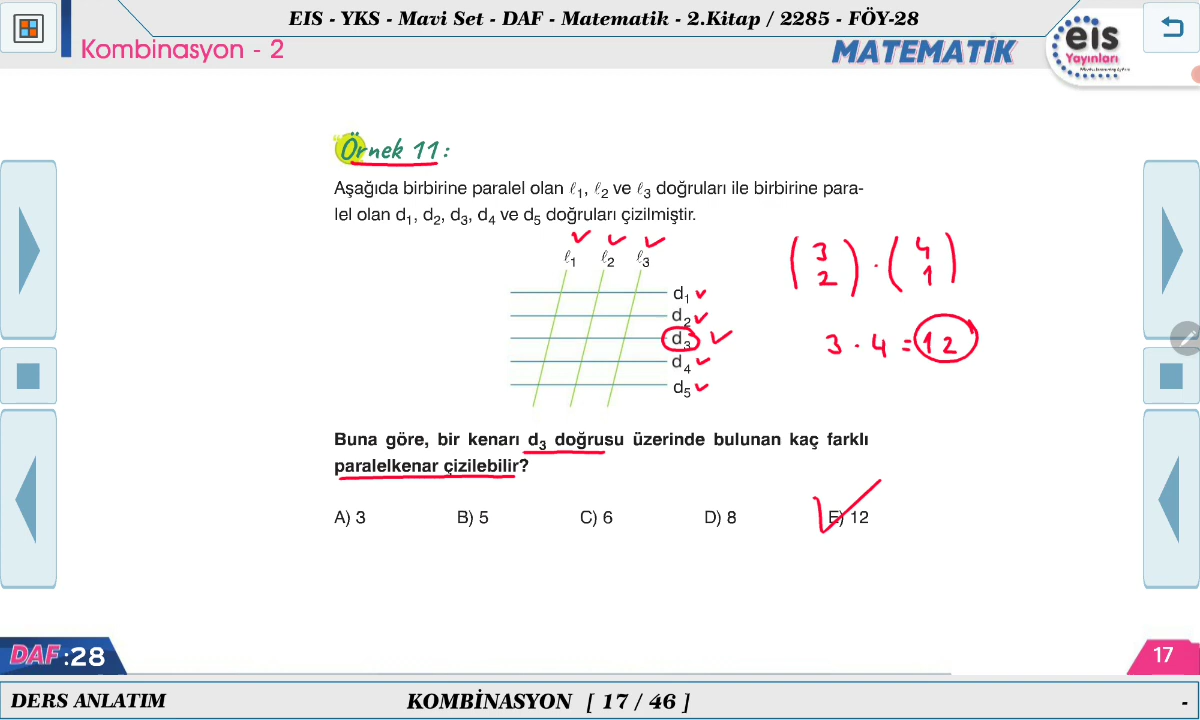 EIS - YKS - Mavi Set - DAF - Matematik - 2.Kitap / 2285 - FÖY-28
Kombinasyon - 2
MATEMATİK
eis
Yayınları
Örnek 11:
Aşağıda birbirine paralel olan ℓ₁, ℓ₂ ve ℓ₃ doğruları ile birbirine para-
lel olan d₁, d₂, d₃, d₄ ve d₅ doğruları çizilmiştir.
ℓ₁ ℓ₂ ℓ₃
d₁
d₂
d₃
d₄
d₅
(3 2) · (4 1)
3 · 4 = 12
Buna göre, bir kenarı d₃ doğrusu üzerinde bulunan kaç farklı
paralelkenar çizilebilir?
A) 3 B) 5 C) 6 D) 8 E) 12
DAF:28
17
DERS ANLATIM KOMBİNASYON [ 17 / 46 ] -